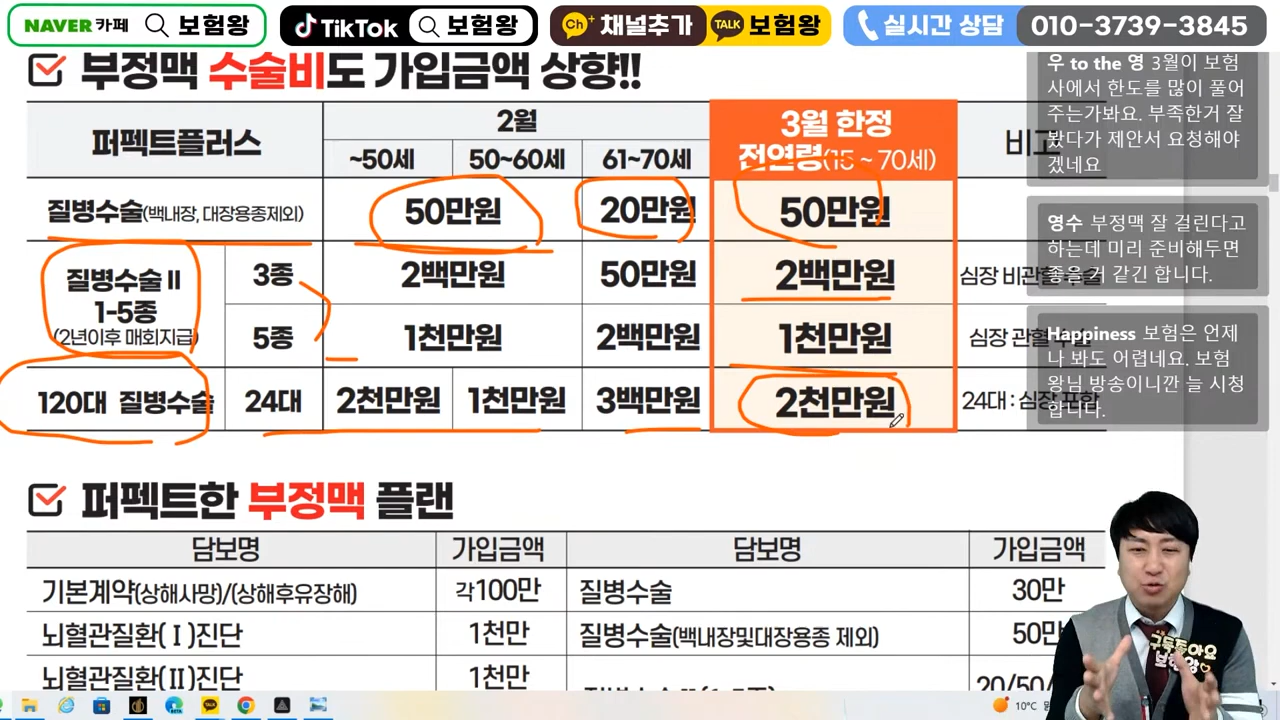 NAVER 카페 보험왕 TikTok 보험왕 Ch+ 채널추가 TALK 보험왕 실시간 상담 010-3739-3845
부정맥 수술비도 가입금액 상향!!
퍼펙트플러스 2월 3월 한정 비고
~50세 50~60세 61~70세 전연령(15 ~ 70세)
질병수술(백내장, 대장용종제외) 50만원 20만원 50만원
질병수술 II
1-5종
(2년이후 매회지급)
3종 2백만원 50만원 2백만원 심장 비관혈 수술
5종 1천만원 2백만원 1천만원 심장 관혈 수술
120대 질병수술 24대 2천만원 1천만원 3백만원 2천만원 24대 : 심장 포함
우 to the 영 3월이 보험
사에서 한도를 많이 풀어
주는가봐요. 부족한거 잘
봤다가 제안서 요청해야
겠네요
영수 부정맥 잘 걸린다고
하는데 미리 준비해두면
좋을 거 같긴 합니다.
Happiness 보험은 언제
나 봐도 어렵네요. 보험
왕님 방송이니깐 늘 시청
합니다.
퍼펙트한 부정맥 플랜
담보명 가입금액 담보명 가입금액
기본계약(상해사망)/(상해후유장해) 각100만 질병수술 30만
뇌혈관질환(Ⅰ)진단 1천만 질병수술(백내장및대장용종 제외) 50만
뇌혈관질환(Ⅱ)진단 1천만 20/50/
구독좋아요
보험왕
10°C